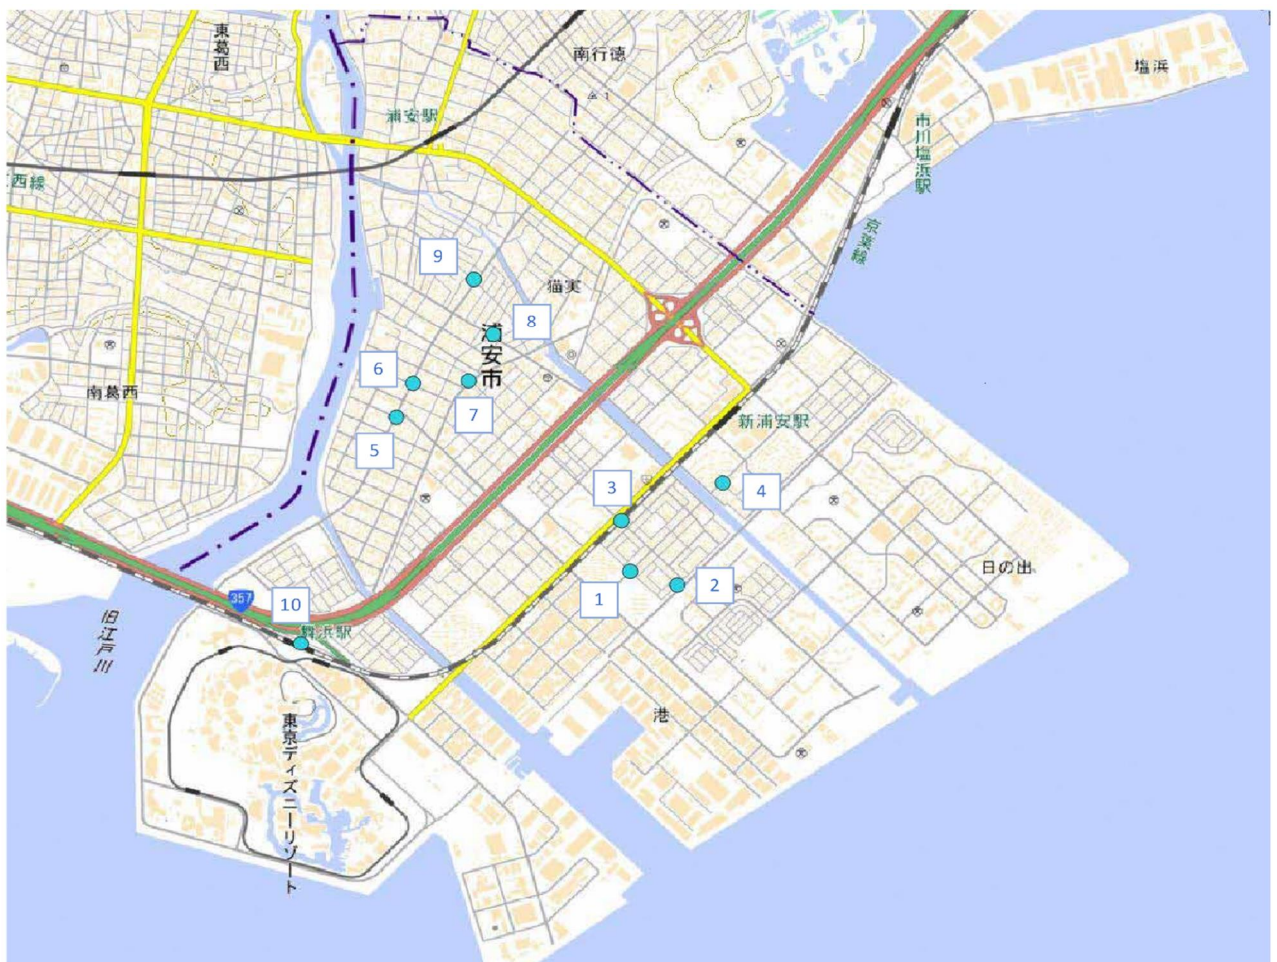 東葛西
南行徳
塩浜
浦安駅
市川塩浜駅
西線
京葉線
9
猫実
8
浦安市
6
南葛西
7
新浦安駅
5
3
4
日の出
1
2
357
10
舞浜駅
旧江戸川
港
東京ディズニーリゾート